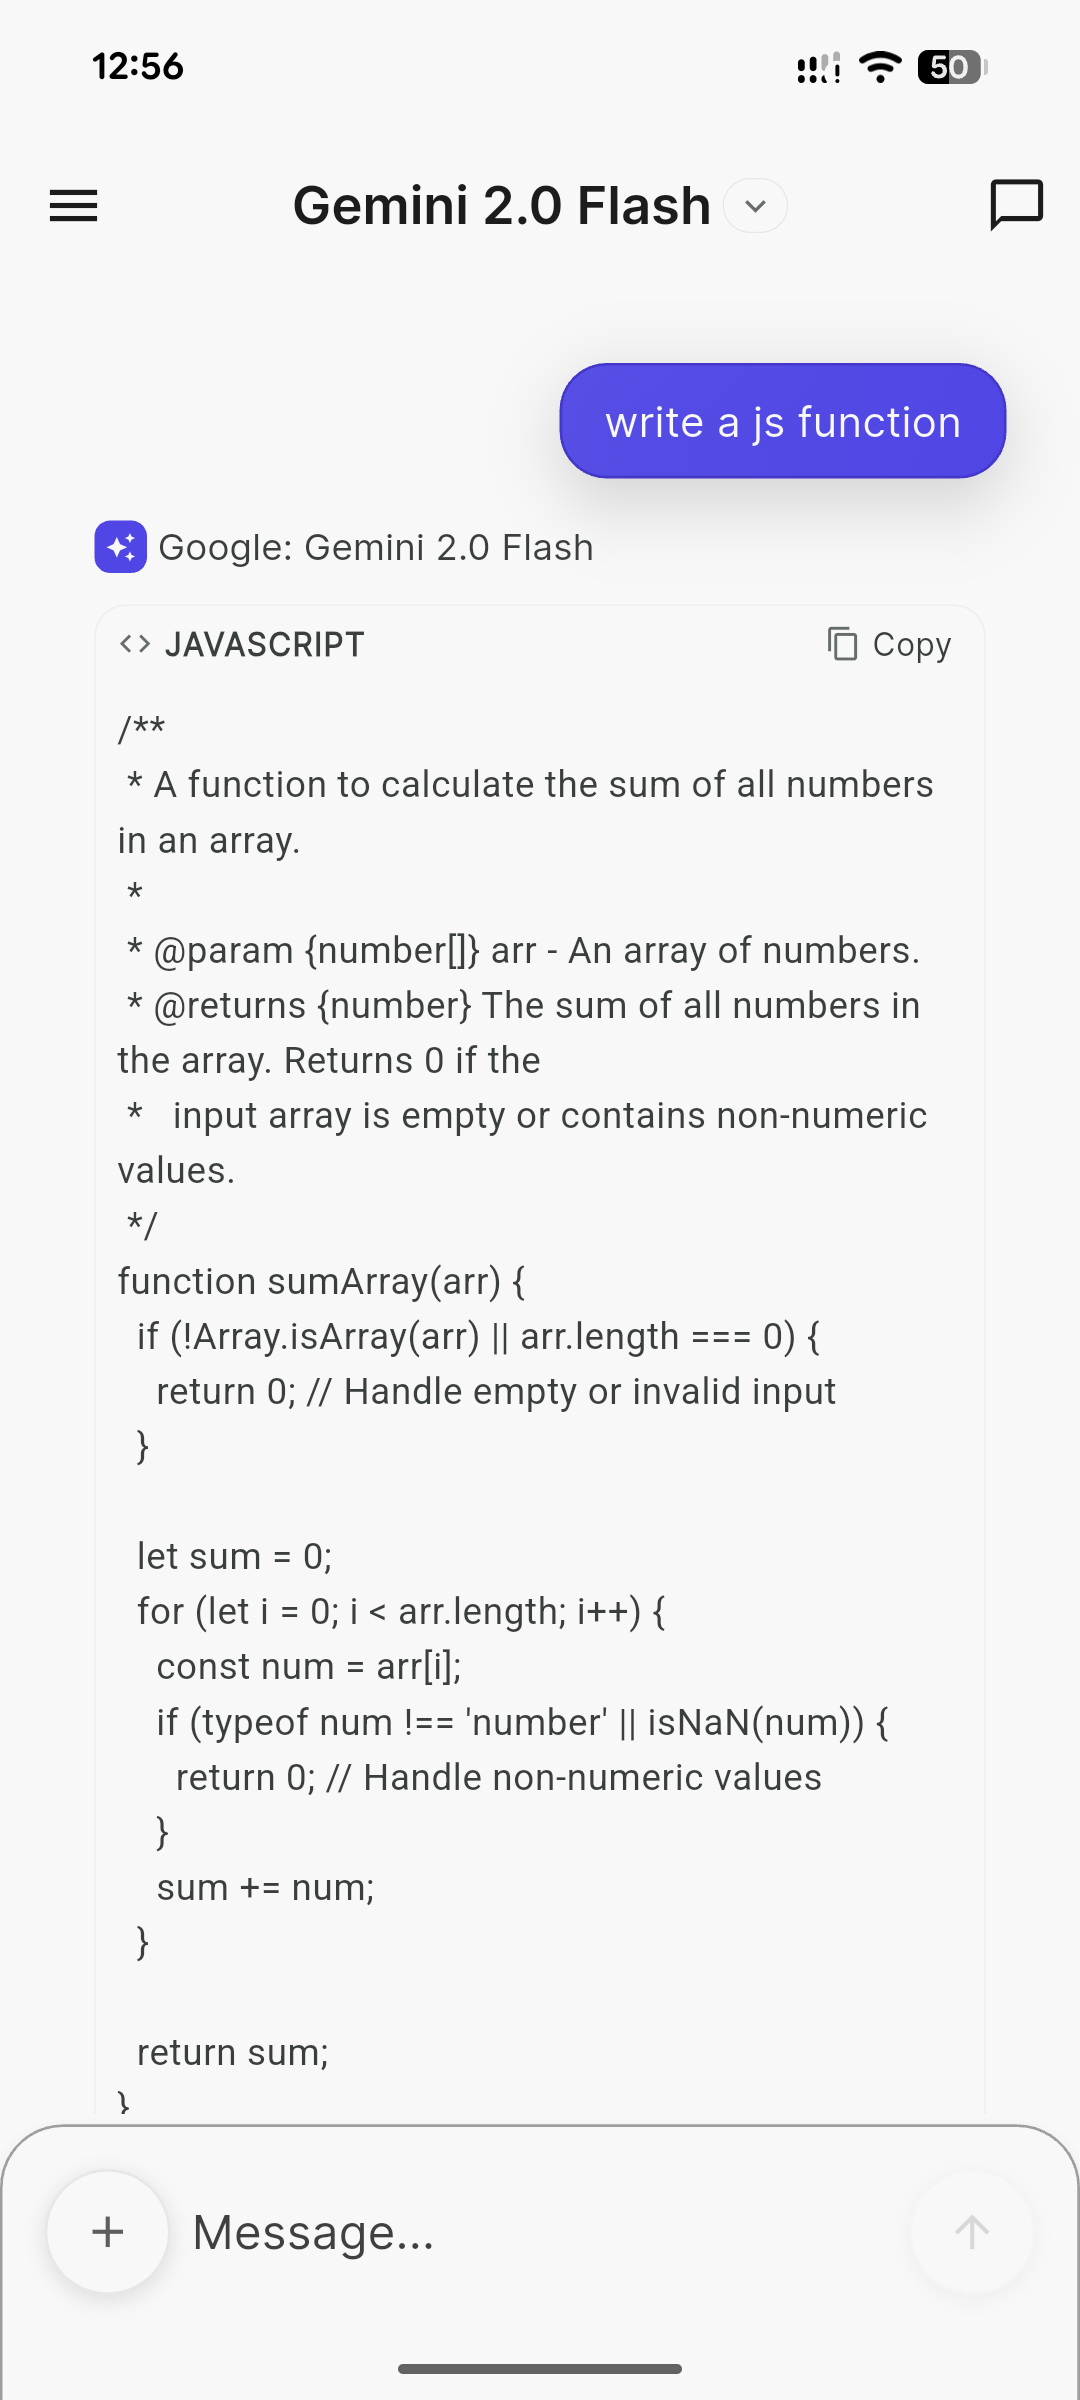 12:56
50
Gemini 2.0 Flash
write a js function
Google: Gemini 2.0 Flash
<> JAVASCRIPT
Copy
/**
 * A function to calculate the sum of all numbers
in an array.
 *
 * @param {number[]} arr - An array of numbers.
 * @returns {number} The sum of all numbers in
the array. Returns 0 if the
 *   input array is empty or contains non-numeric
values.
 */
function sumArray(arr) {
  if (!Array.isArray(arr) || arr.length === 0) {
    return 0; // Handle empty or invalid input
  }

  let sum = 0;
  for (let i = 0; i < arr.length; i++) {
    const num = arr[i];
    if (typeof num !== 'number' || isNaN(num)) {
      return 0; // Handle non-numeric values
    }
    sum += num;
  }

  return sum;
}
Message...